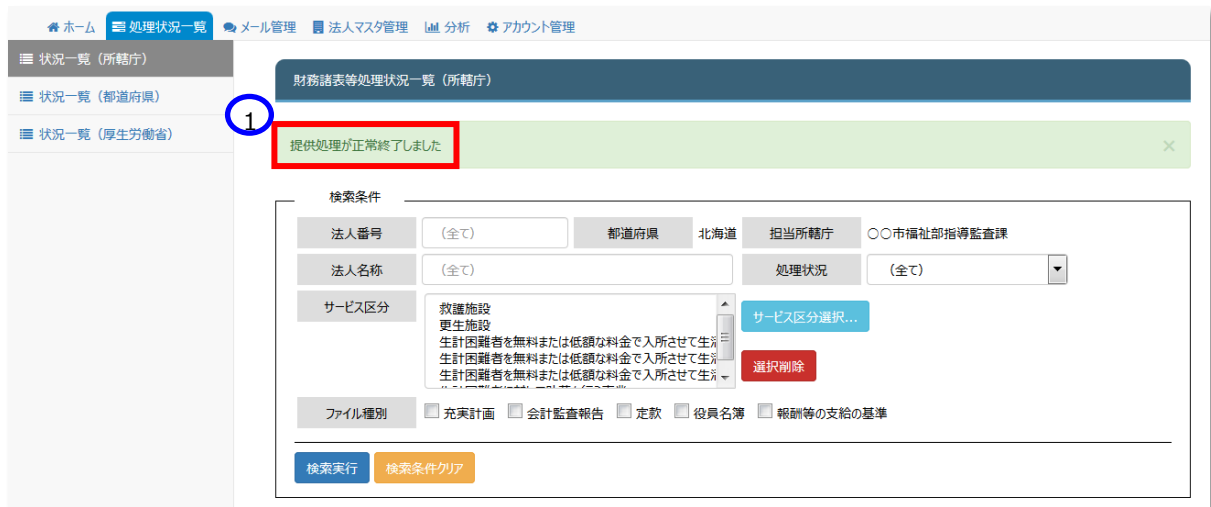 ホーム 処理状況一覧 メール管理 法人マスタ管理 分析 アカウント管理
状況一覧（所轄庁）
状況一覧（都道府県）
状況一覧（厚生労働省）
財務諸表等処理状況一覧（所轄庁）
1
提供処理が正常終了しました ×
検索条件
法人番号 （全て） 都道府県 北海道 担当所轄庁 〇〇市福祉部指導監査課
法人名称 （全て） 処理状況 （全て）
サービス区分
救護施設
更生施設
生計困難者を無料または低額な料金で入所させて生活
生計困難者を無料または低額な料金で入所させて生活
生計困難者を無料または低額な料金で入所させて生活
サービス区分選択...
選択削除
ファイル種別 充実計画 会計監査報告 定款 役員名簿 報酬等の支給の基準
検索実行 検索条件クリア